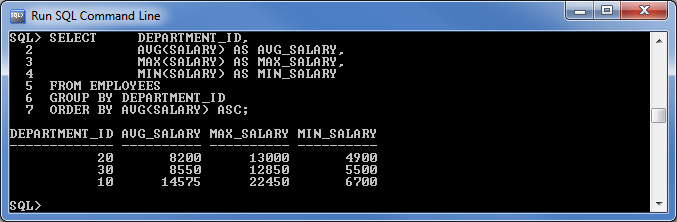 Run SQL Command Line
SQL> SELECT DEPARTMENT_ID,
2 AVG(SALARY) AS AVG_SALARY,
3 MAX(SALARY) AS MAX_SALARY,
4 MIN(SALARY) AS MIN_SALARY
5 FROM EMPLOYEES
6 GROUP BY DEPARTMENT_ID
7 ORDER BY AVG(SALARY) ASC;
DEPARTMENT_ID AVG_SALARY MAX_SALARY MIN_SALARY
------------- ---------- ---------- ----------
20 8200 13000 4900
30 8550 12850 5500
10 14575 22450 6700
SQL>